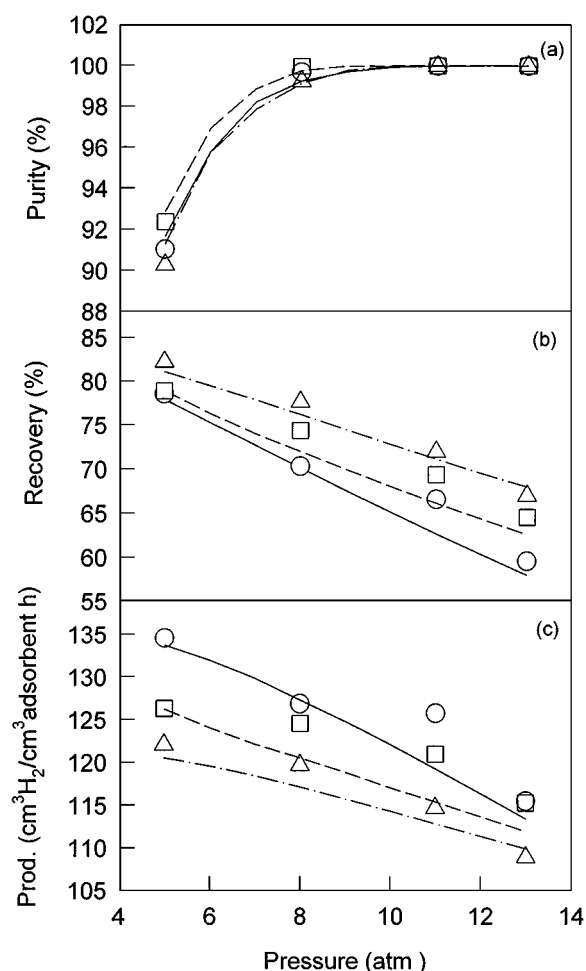 102
100
98
96
94
92
90
88
Purity (%)
(a)
85
80
75
70
65
60
55
Recovery (%)
(b)
135
130
125
120
115
110
105
Prod. (cm³H₂/cm³adsorbent h)
(c)
4 6 8 10 12 14
Pressure (atm )